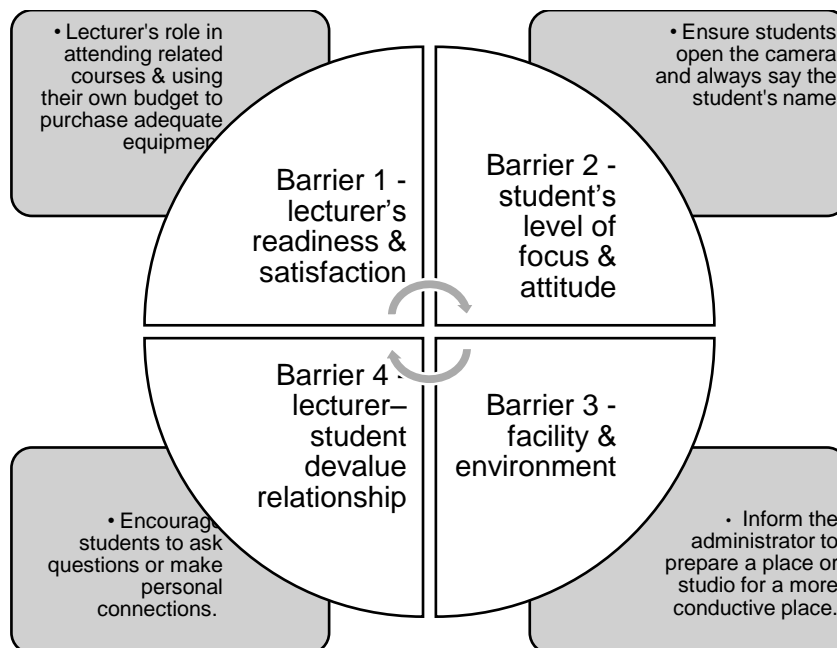 • Lecturer's role in
attending related
courses & using
their own budget to
purchase adequate
equipmen
• Ensure students
open the camera
and always say the
student's name
Barrier 1 -
lecturer's
readiness &
satisfaction
Barrier 2 -
student's
level of
focus &
attitude
Barrier 4 -
lecturer–
student
devalue
relationship
Barrier 3 -
facility &
environment
• Encourage
students to ask
questions or make
personal
connections.
• Inform the
administrator to
prepare a place or
studio for a more
conductive place.